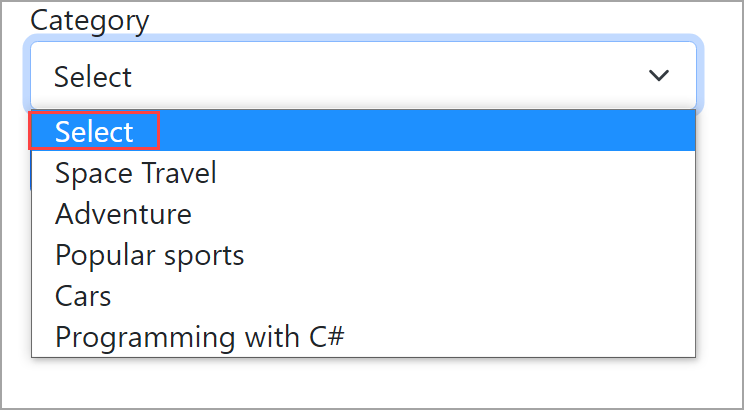 Category
Select
Select
Space Travel
Adventure
Popular sports
Cars
Programming with C#